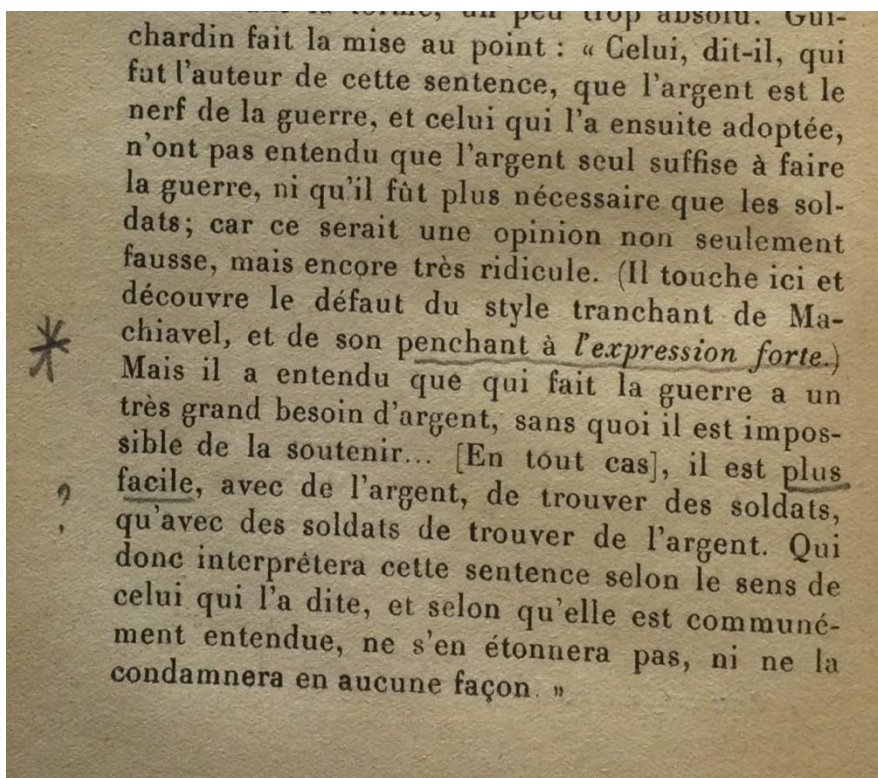 un peu trop absolu. Gui-
chardin fait la mise au point : « Celui, dit-il, qui
fut l'auteur de cette sentence, que l'argent est le
nerf de la guerre, et celui qui l'a ensuite adoptée,
n'ont pas entendu que l'argent seul suffise à faire
la guerre, ni qu'il fût plus nécessaire que les sol-
dats; car ce serait une opinion non seulement
fausse, mais encore très ridicule. (Il touche ici et
découvre le défaut du style tranchant de Ma-
chiavel, et de son penchant à l'expression forte.)
Mais il a entendu que qui fait la guerre a un
très grand besoin d'argent, sans quoi il est impos-
sible de la soutenir... [En tout cas], il est plus
facile, avec de l'argent, de trouver des soldats,
qu'avec des soldats de trouver de l'argent. Qui
donc interprétera cette sentence selon le sens de
celui qui l'a dite, et selon qu'elle est communé-
ment entendue, ne s'en étonnera pas, ni ne la
condamnera en aucune façon. »